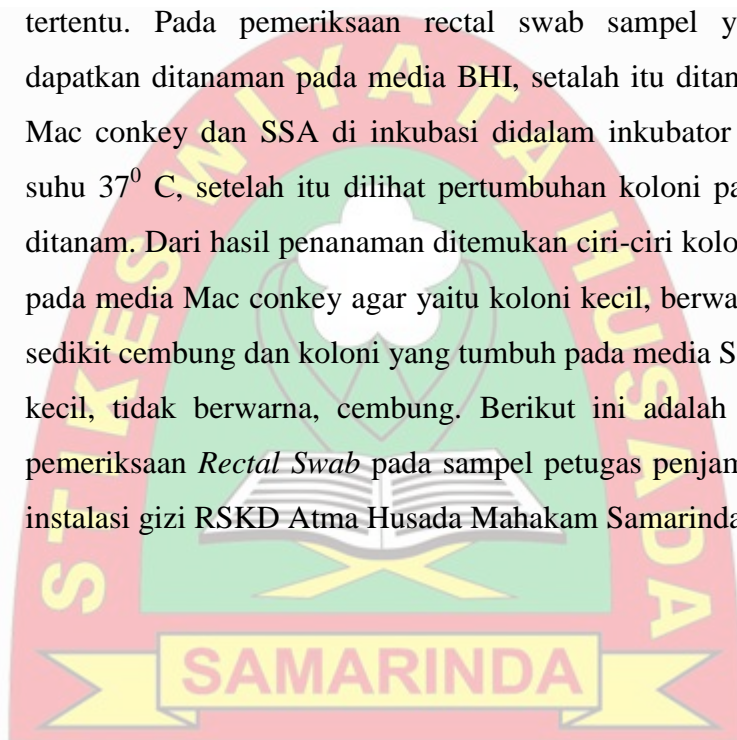 tertentu. Pada pemeriksaan rectal swab sampel y
dapatkan ditanaman pada media BHI, setalah itu ditan
Mac conkey dan SSA di inkubasi didalam inkubator
suhu 37⁰ C, setelah itu dilihat pertumbuhan koloni pa
ditanam. Dari hasil penanaman ditemukan ciri-ciri kolo
pada media Mac conkey agar yaitu koloni kecil, berwa
sedikit cembung dan koloni yang tumbuh pada media S
kecil, tidak berwarna, cembung. Berikut ini adalah
pemeriksaan Rectal Swab pada sampel petugas penjam
instalasi gizi RSKD Atma Husada Mahakam Samarinda
STIKES WIYATA HUSADA
SAMARINDA